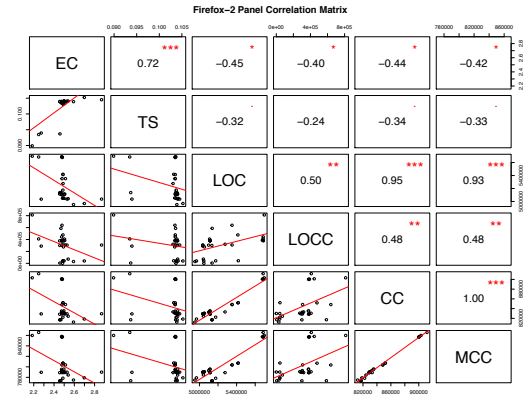 Firefox−2 Panel Correlation Matrix
0.090 0.095 0.100 0.105 0e+00 4e+05 8e+05 780000 820000 860000
EC 0.72 *** −0.45 * −0.40 * −0.44 * −0.42 * 2.2 2.4 2.6 2.8
0.090 0.100 TS −0.32 . −0.24 −0.34 . −0.33 .
LOC 0.50 ** 0.95 *** 0.93 *** 5000000 5400000
0e+00 4e+05 8e+05 LOCC 0.48 ** 0.48 **
CC 1.00 *** 820000 880000
780000 840000 MCC
2.2 2.4 2.6 2.8 5000000 5400000 820000 860000 900000